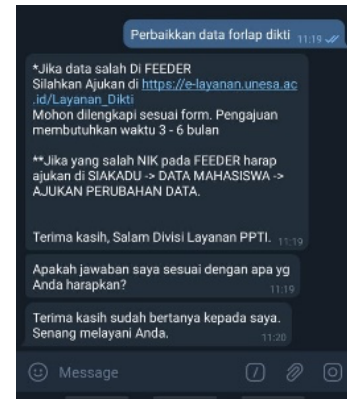 Perbaikkan data forlap dikti 11:19
*Jika data salah Di FEEDER
Silahkan Ajukan di https://e-layanan.unesa.ac
.id/Layanan_Dikti
Mohon dilengkapi sesuai form. Pengajuan
membutuhkan waktu 3 - 6 bulan
**Jika yang salah NIK pada FEEDER harap
ajukan di SIAKADU -> DATA MAHASISWA ->
AJUKAN PERUBAHAN DATA.
Terima kasih, Salam Divisi Layanan PPTI. 11:19
Apakah jawaban saya sesuai dengan apa yg
Anda harapkan? 11:19
Terima kasih sudah bertanya kepada saya.
Senang melayani Anda. 11:20
Message